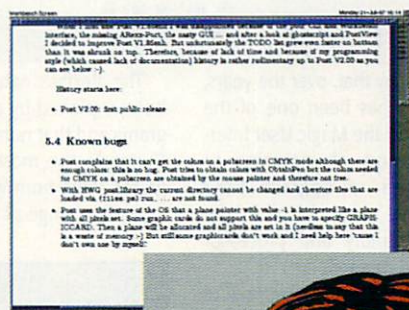 Workbench Screen
When I first saw Post V1.86enh I was disappointed because of the poor GUI and Workbench
interface, the missing ARexx-Port, the nasty GUI ... and after a look at ghostscript and PostView
I decided to improve Post V1.86enh. But unfortunately the TODO list grew even faster on bottom
than it was shrunk on top. Therefore, because of lack of time and because of my programming
style (which caused lack of documentation) history is rather rudimentary up to Post V2.00 as you
can see below :-).
History starts here:
• Post V2.00: first public release
5.4 Known bugs
• Post complains that it can't get the colors on a pubscreen in CMYK mode although there are
enough colors: this is no bug. Post tries to obtain colors with ObtainPen but the colors needed
for CMYK on a pubscreen are obtained by the mouse pointer and therefore not free.
• With HWG post.library the current directory cannot be changed and therefore files that are
loaded via (files ps) run, ... are not found.
• Post uses the feature of the OS that a plane pointer with value -1 is interpreted like a plane
with all pixels set. Some graphic cards do not support this and you have to specify GRAPH-
ICCARD. Then a plane will be allocated and all pixels are set in it (needless to say that this
is a waste of memory :-) But still some graphiccards don't work and I need help here 'cause I
don't own one by myself!